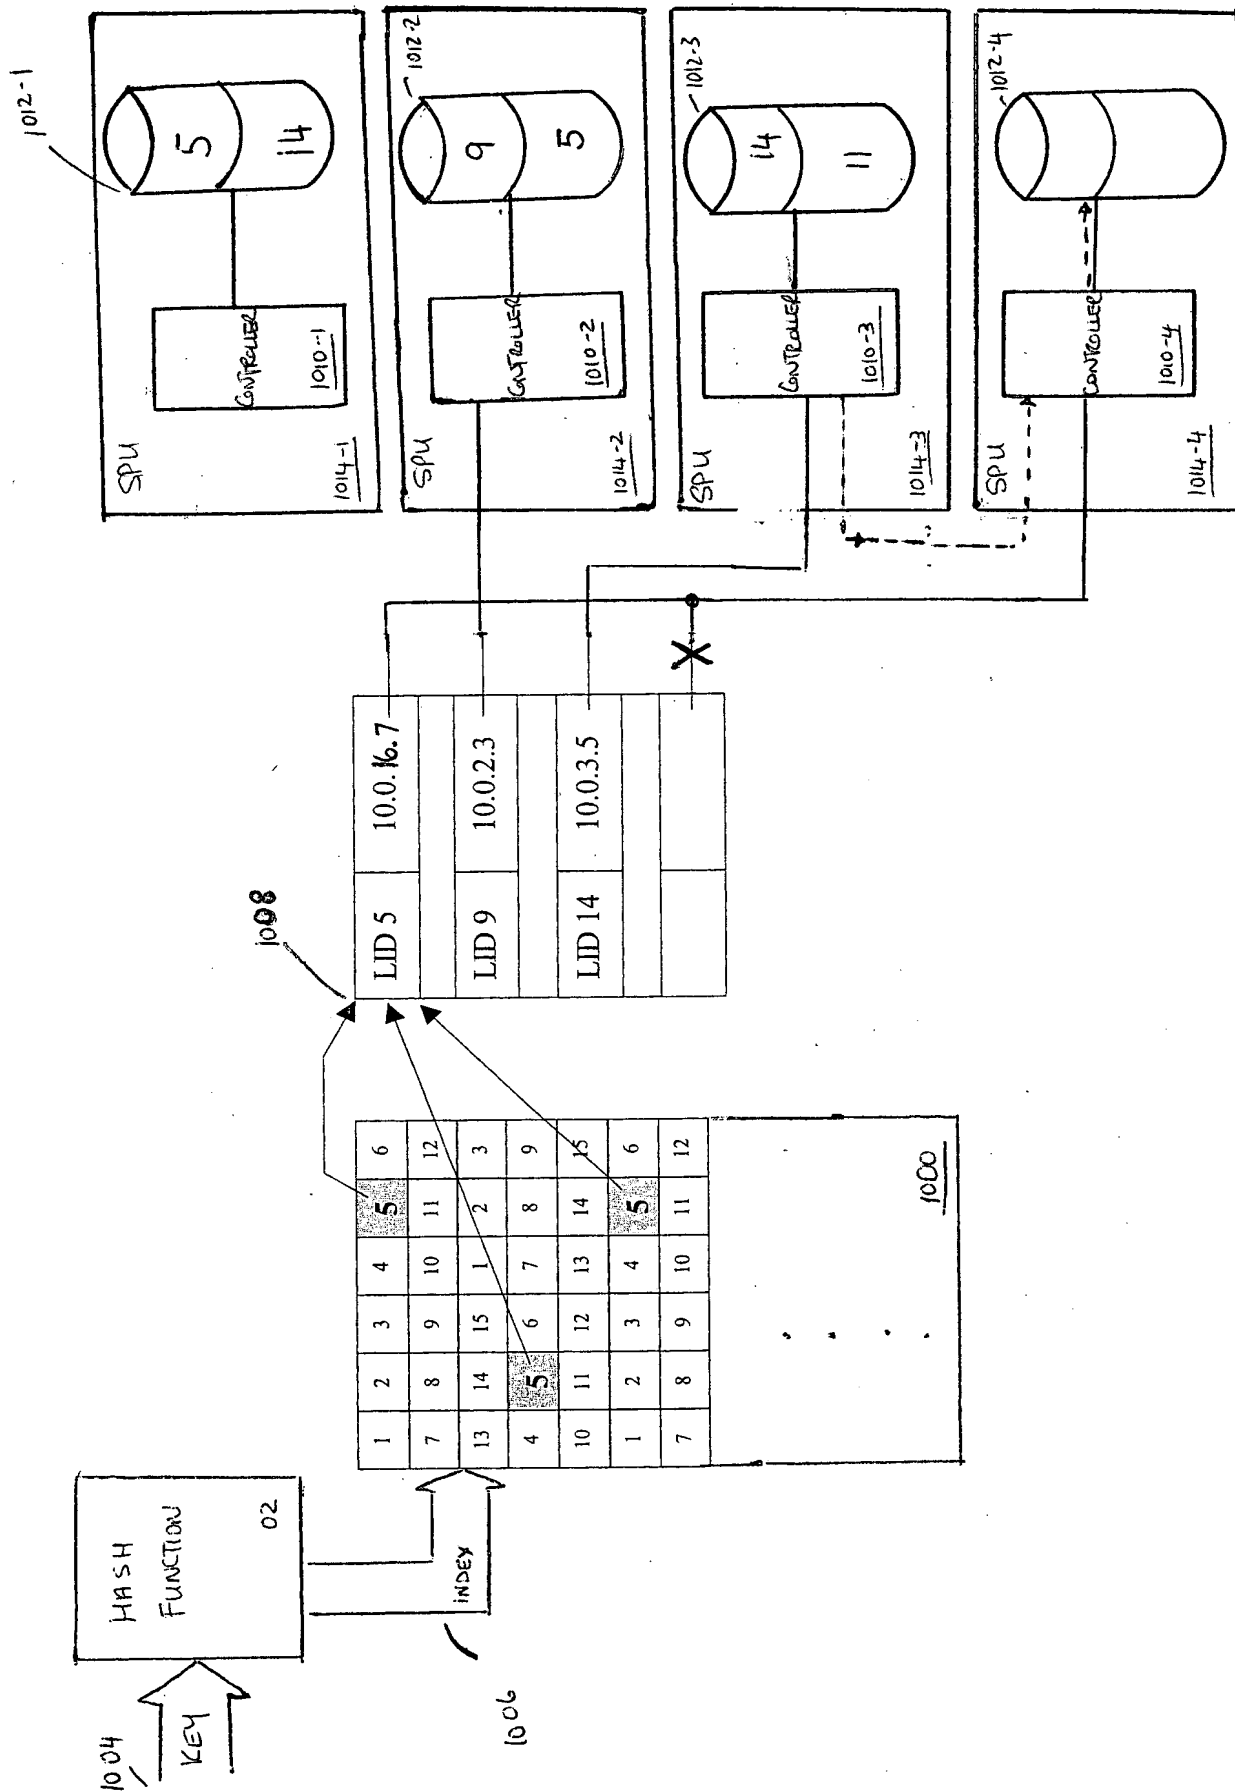 1004
KEY
HASH
FUNCTION
02
1006
INDEX
1 2 3 4 5 6
7 8 9 10 11 12
13 14 15 1 2 3
4 5 6 7 8 9
10 11 12 13 14 15
1 2 3 4 5 6
7 8 9 10 11 12
1000
1008
LID 5 10.0.16.7
LID 9 10.0.2.3
LID 14 10.0.3.5
X
SPU
1014-1
CONTROLLER
1010-1
1012-1
5
14
SPU
1014-2
CONTROLLER
1010-2
1012-2
9
5
SPU
1014-3
CONTROLLER
1010-3
1012-3
14
11
SPU
1014-4
CONTROLLER
1010-4
1012-4